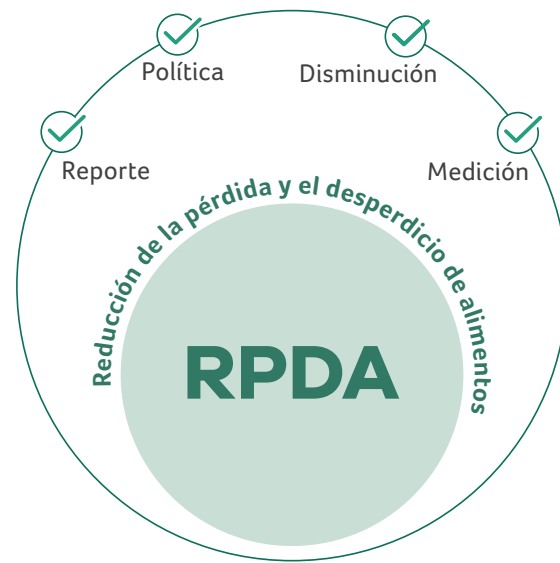 Política
Disminución
Reporte
Medición
Reducción de la pérdida y el desperdicio de alimentos
RPDA